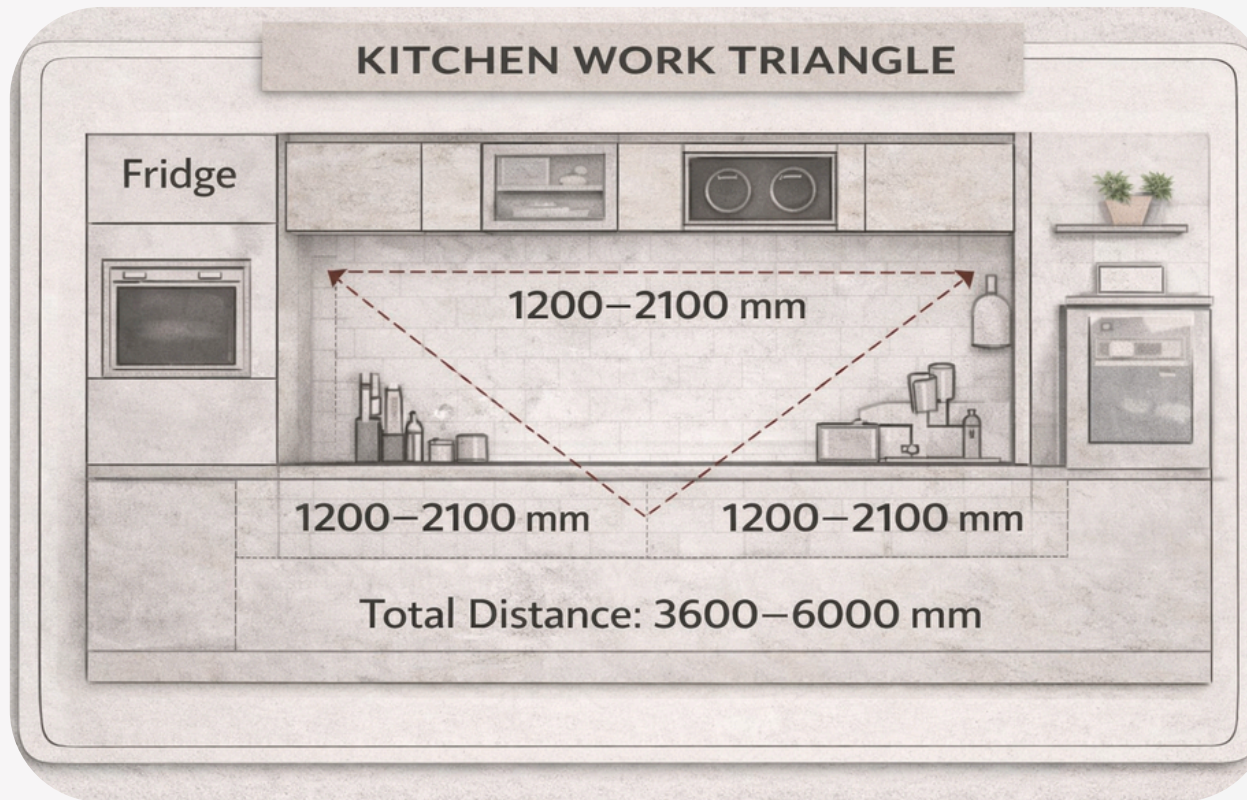 KITCHEN WORK TRIANGLE
Fridge
1200–2100 mm
1200–2100 mm
1200–2100 mm
Total Distance: 3600–6000 mm